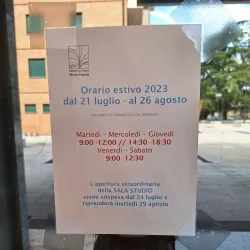 Orario estivo 2023
dal 21 luglio - al 26 agosto
Martedì - Mercoledì - Giovedì
9:00 -12:00 // 14:30 -18:30
Venerdì - Sabato
9:00 -12:30
L'apertura straordinaria
della SALA STUDIO
viene sospesa dal 24 luglio e
riprenderà martedì 29 agosto